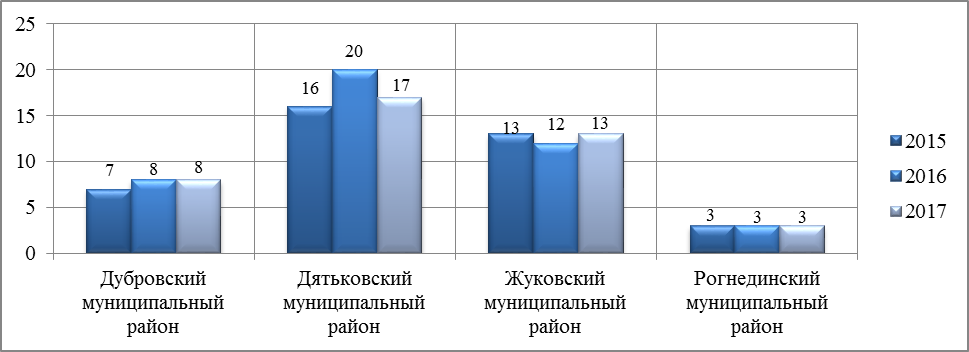 25
20
15
10
5
0
7 8 8
16 20 17
13 12 13
3 3 3
Дубровский
муниципальный
район
Дятьковский
муниципальный
район
Жуковский
муниципальный
район
Рогнединский
муниципальный
район
2015
2016
2017